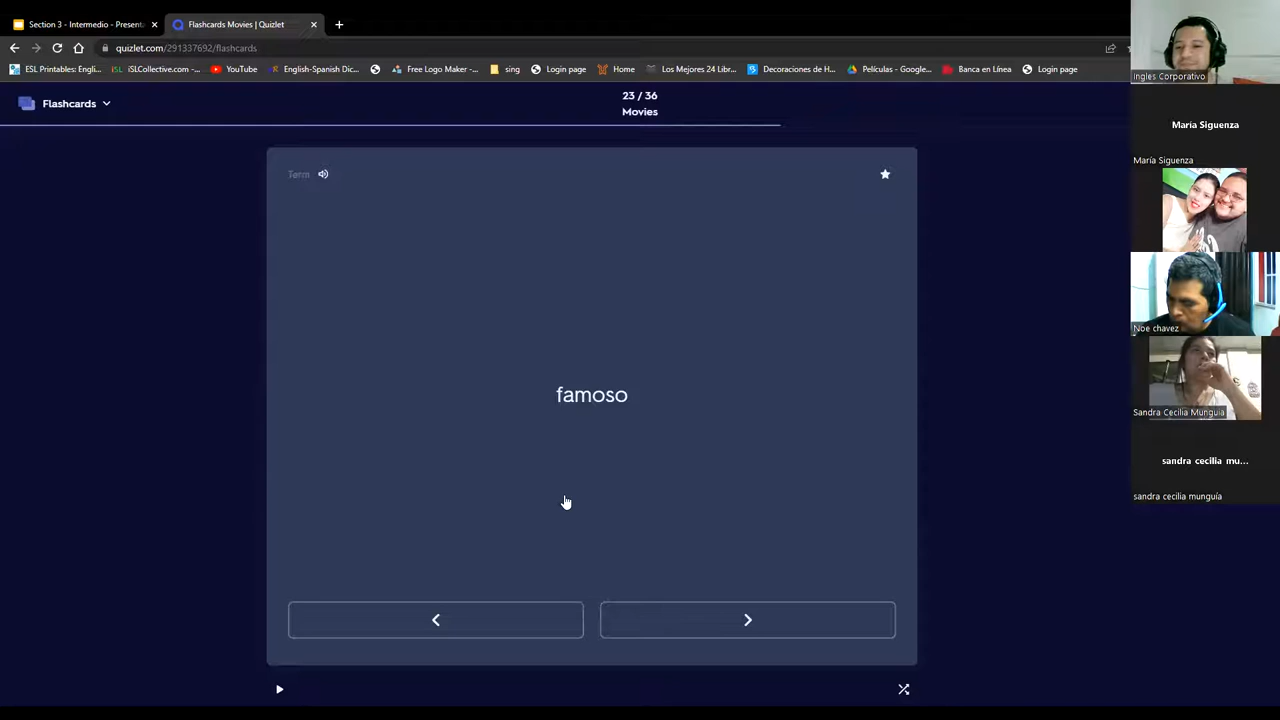 Section 3 - Intermedio - Present
Flashcards Movies | Quizlet
quizlet.com/291337692/flashcards
ESL Printables: Engli...
iSLCollective.com -...
YouTube
English-Spanish Dic...
Free Logo Maker -...
sing
Login page
Home
Los Mejores 24 Libr...
Decoraciones de H...
Películas - Google...
Banca en Línea
Login page
Flashcards
23 / 36
Movies
Term
famoso
Ingles Corporativo
Maria Siguenza
María Siguenza
Noe chavez
Sandra Cecilia Munguia
sandra cecilia mu...
sandra cecilia munguía